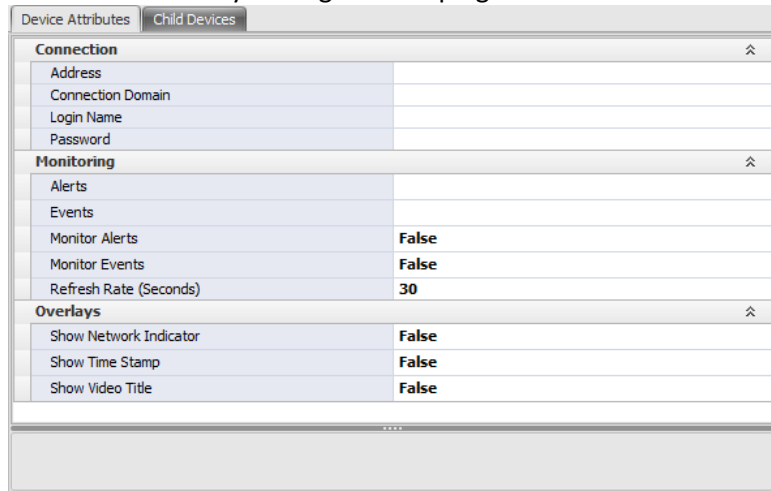 Device Attributes Child Devices
Connection
Address
Connection Domain
Login Name
Password
Monitoring
Alerts
Events
Monitor Alerts False
Monitor Events False
Refresh Rate (Seconds) 30
Overlays
Show Network Indicator False
Show Time Stamp False
Show Video Title False